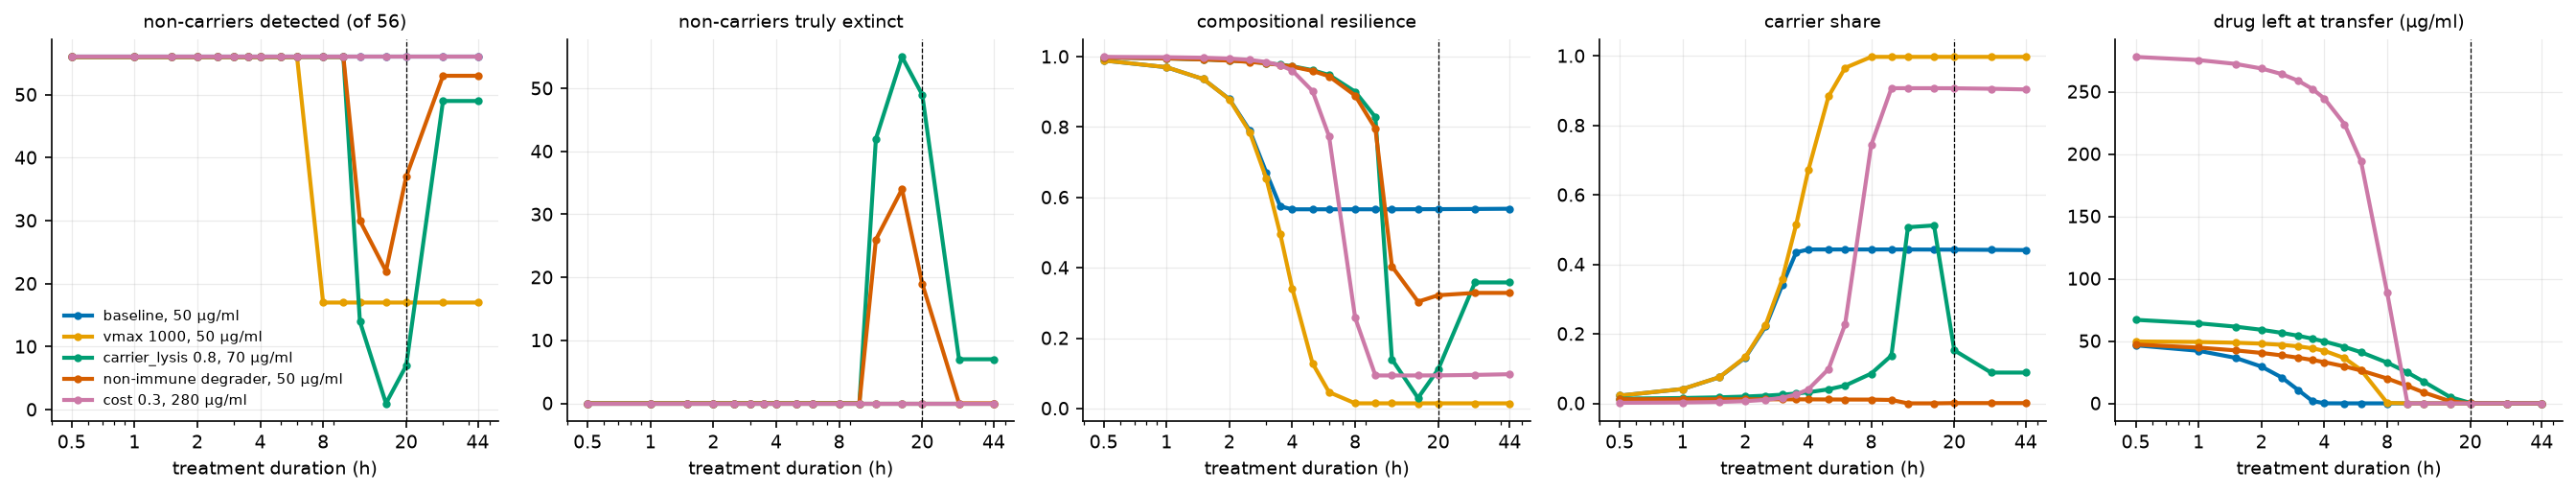 non-carriers detected (of 56)
50
40
30
20
10
0
0.5 1 2 4 8 20 44
treatment duration (h)
baseline, 50 µg/ml
vmax 1000, 50 µg/ml
carrier_lysis 0.8, 70 µg/ml
non-immune degrader, 50 µg/ml
cost 0.3, 280 µg/ml
non-carriers truly extinct
50
40
30
20
10
0
0.5 1 2 4 8 20 44
treatment duration (h)
compositional resilience
1.0
0.8
0.6
0.4
0.2
0.0
0.5 1 2 4 8 20 44
treatment duration (h)
carrier share
1.0
0.8
0.6
0.4
0.2
0.0
0.5 1 2 4 8 20 44
treatment duration (h)
drug left at transfer (µg/ml)
250
200
150
100
50
0
0.5 1 2 4 8 20 44
treatment duration (h)